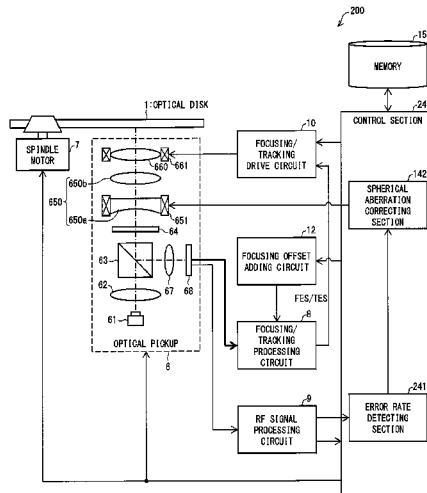 200
15
MEMORY
1:OPTICAL DISK
7
SPINDLE
MOTOR
10
FOCUSING/
TRACKING
DRIVE CIRCUIT
24
CONTROL SECTION
660 661
650b
650
650a
651
64
142
SPHERICAL
ABERRATION
CORRECTING
SECTION
12
FOCUSING OFFSET
ADDING CIRCUIT
63
67
68
62
61
FES/TES
8
FOCUSING/
TRACKING
PROCESSING
CIRCUIT
OPTICAL PICKUP
6
9
RF SIGNAL
PROCESSING
CIRCUIT
241
ERROR RATE
DETECTING
SECTION